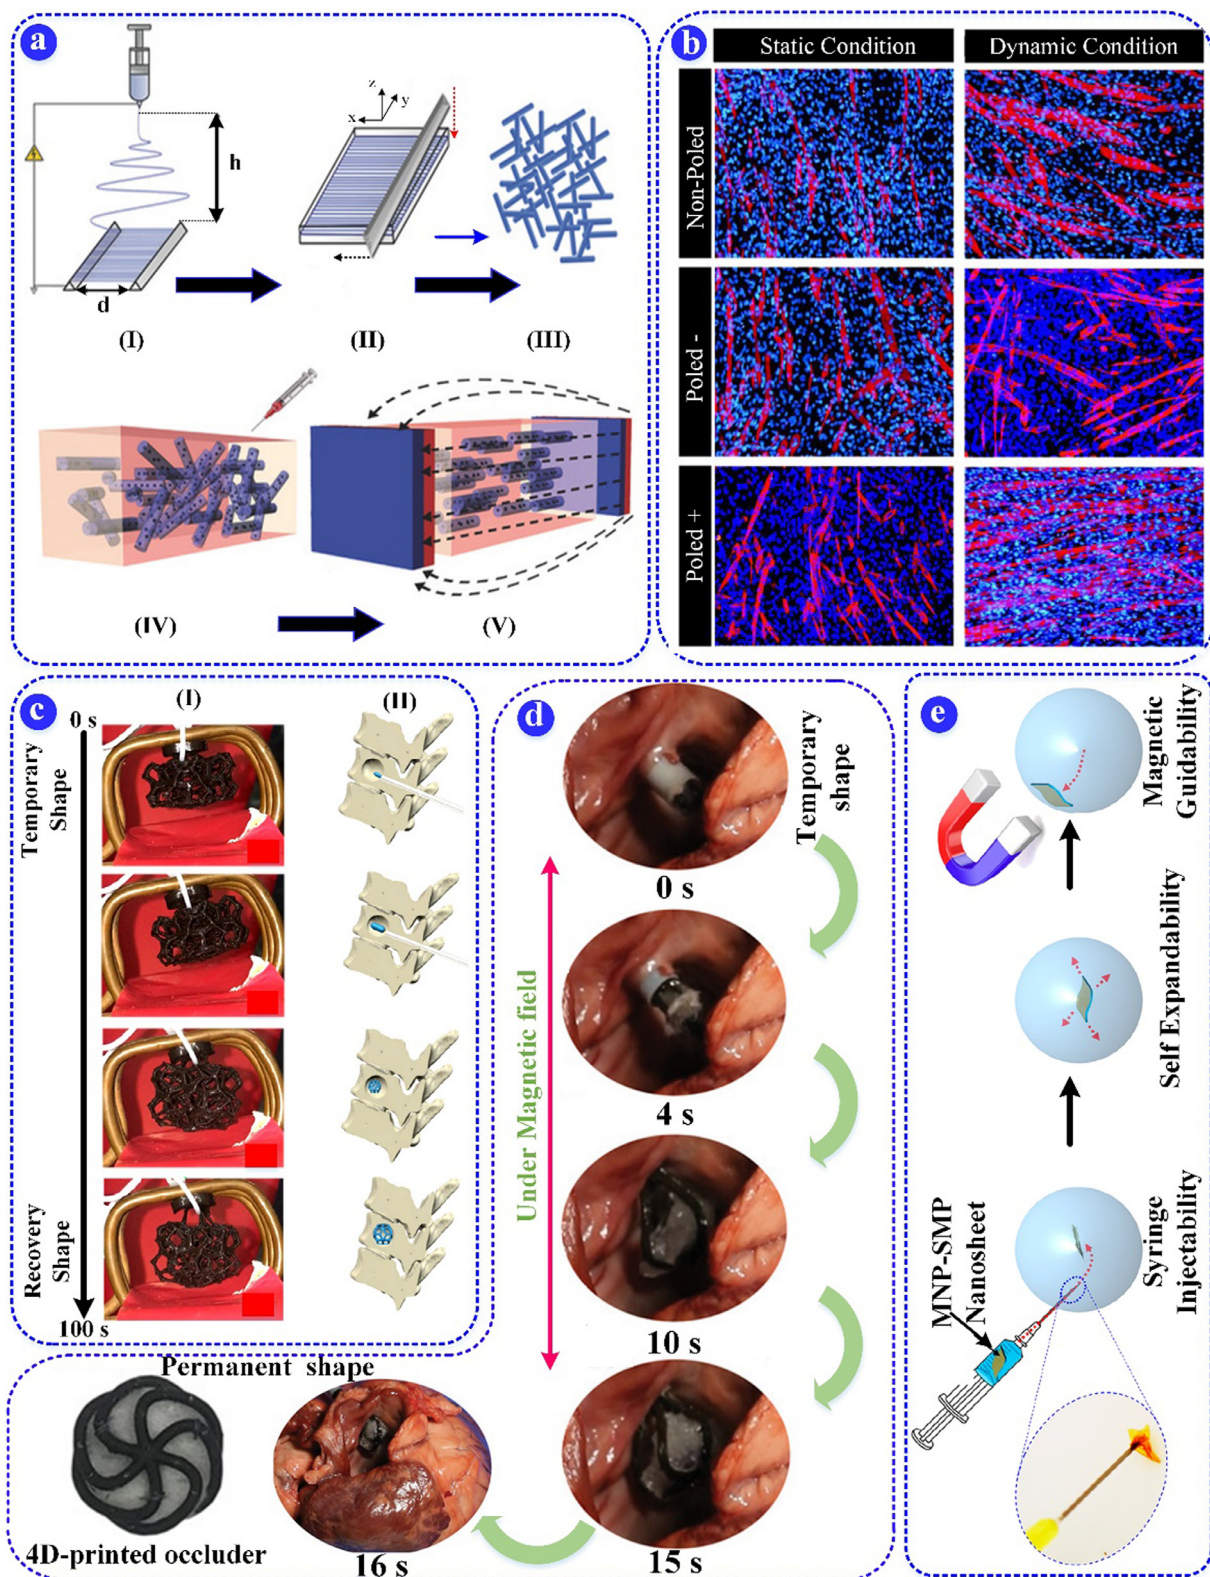 a
h
d
z
y
x
(I)
(II)
(III)
(IV)
(V)
b
Static Condition
Dynamic Condition
Non-Poled
Poled -
Poled +
c
(I)
(II)
0 s
Temporary
Shape
Recovery
Shape
100 s
d
Temporary
shape
0 s
4 s
10 s
15 s
16 s
Under Magnetic field
Permanent shape
4D-printed occluder
e
Magnetic
Guidability
Self Expandability
Syringe
Injectability
MNP-SMP
Nanosheet